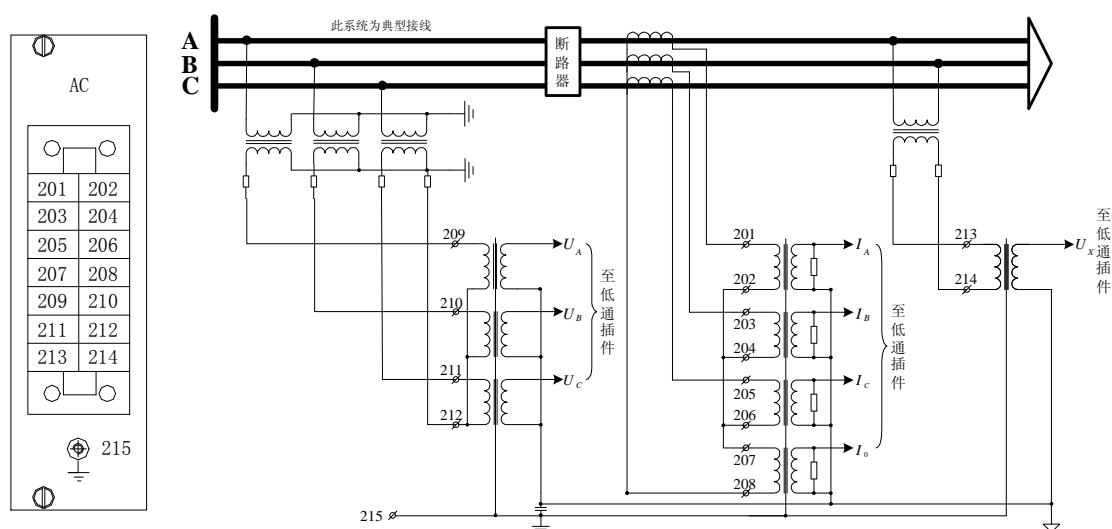 此系统为典型接线
AC
201 202
203 204
205 206
207 208
209 210
211 212
213 214
215
A
B
C
断路器
209
210
211
212
U_A
U_B
U_C
至低通插件
201
202
203
204
205
206
207
208
I_A
I_B
I_C
I_0
至低通插件
213
214
U_X
至低通插件
215